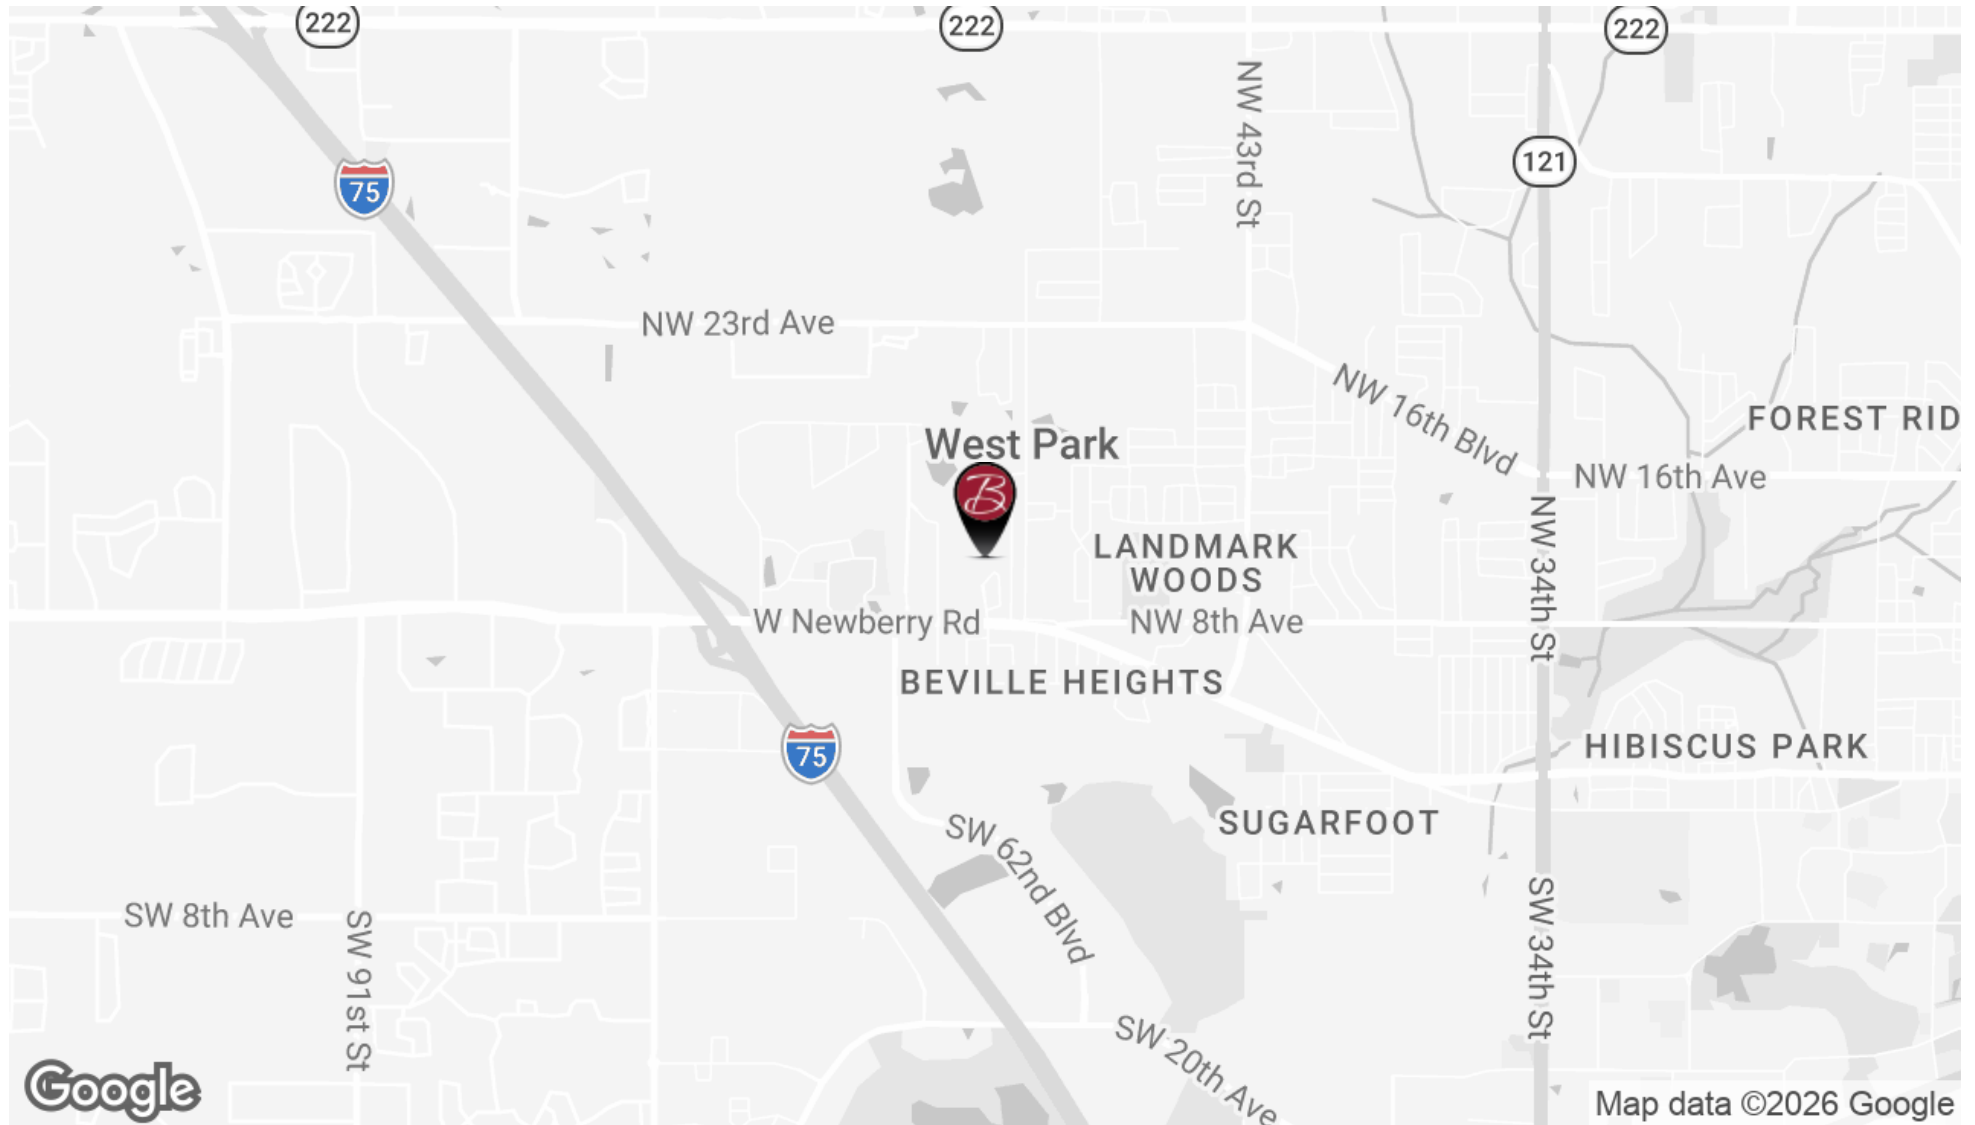 222
222
222
NW 43rd St
121
75
NW 23rd Ave
NW 16th Blvd
FOREST RID
West Park
NW 16th Ave
B
NW 34th St
LANDMARK
WOODS
W Newberry Rd
NW 8th Ave
BEVILLE HEIGHTS
75
HIBISCUS PARK
SUGARFOOT
SW 62nd Blvd
SW 8th Ave
SW 91st St
SW 34th St
SW 20th Ave
Google
Map data ©2026 Google